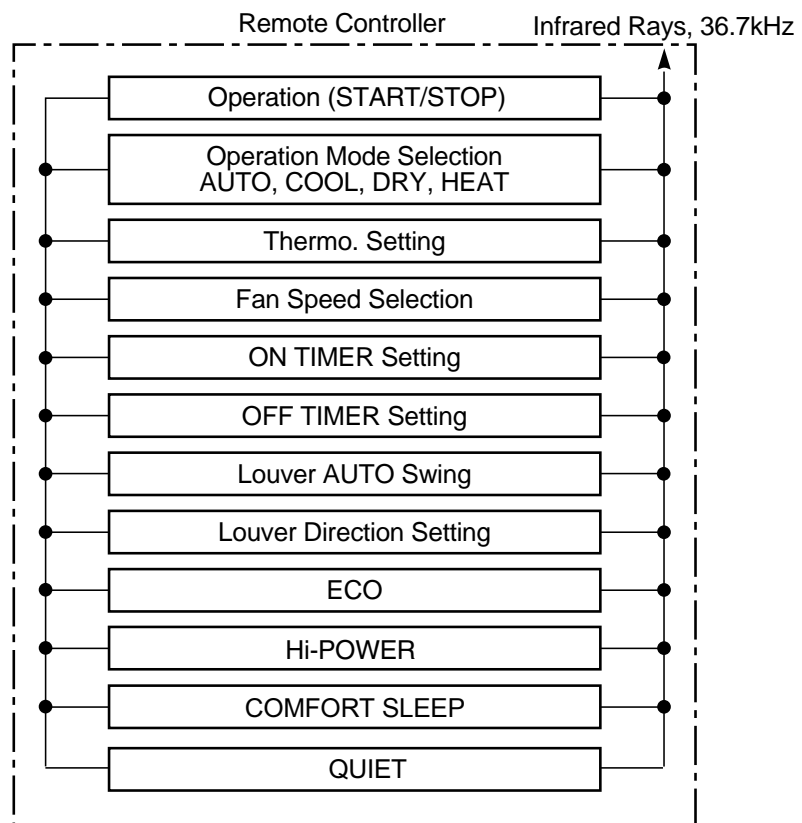 Remote Controller
Infrared Rays, 36.7kHz
Operation (START/STOP)
Operation Mode Selection
AUTO, COOL, DRY, HEAT
Thermo. Setting
Fan Speed Selection
ON TIMER Setting
OFF TIMER Setting
Louver AUTO Swing
Louver Direction Setting
ECO
Hi-POWER
COMFORT SLEEP
QUIET